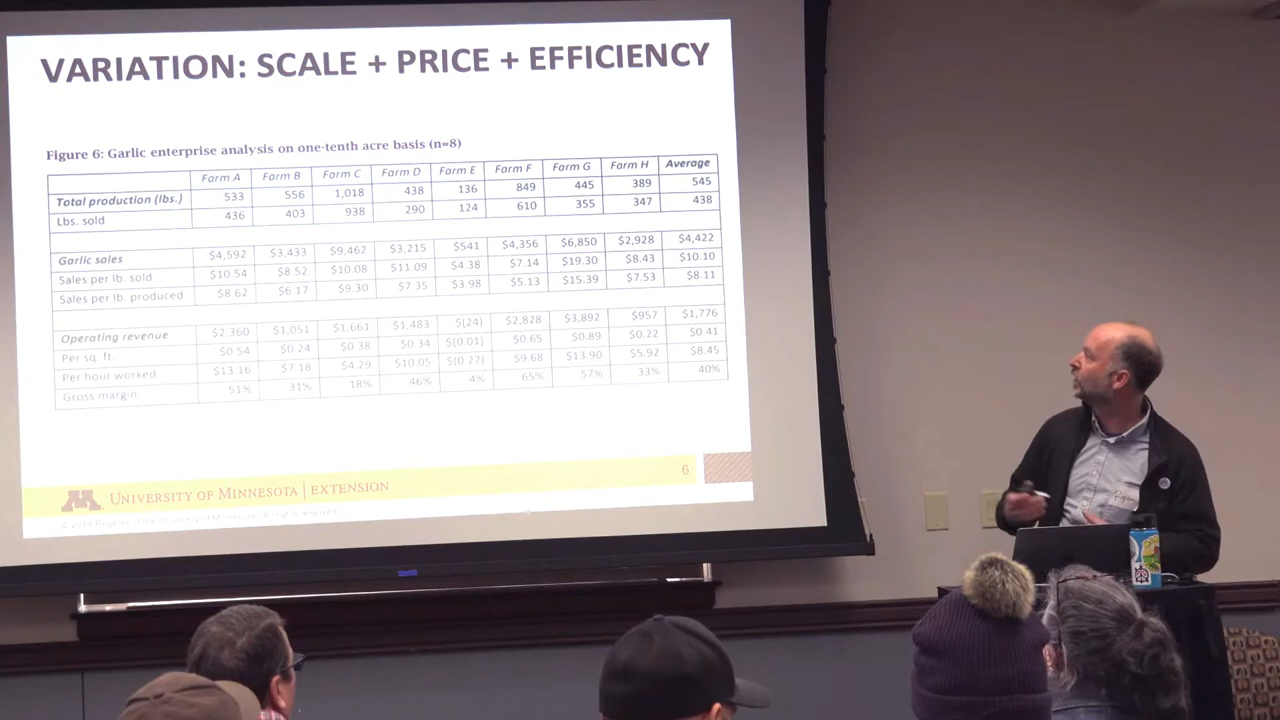 VARIATION: SCALE + PRICE + EFFICIENCY
Figure 6: Garlic enterprise analysis on one-tenth acre basis (n=8)
Farm A Farm B Farm C Farm D Farm E Farm F Farm G Farm H Average
Total production (lbs.) 533 556 1,018 438 136 849 445 389 545
Lbs. sold 436 403 938 290 124 610 355 347 438
Garlic sales $4,592 $3,433 $9,462 $3,215 $541 $4,356 $6,850 $2,928 $4,422
Sales per lb. sold $10.54 $8.52 $10.08 $11.09 $4.38 $7.14 $19.30 $8.43 $10.10
Sales per lb. produced $8.62 $6.17 $9.30 $7.35 $3.98 $5.13 $15.39 $7.53 $8.11
Operating revenue $2,360 $1,051 $1,661 $1,483 $(24) $2,828 $3,892 $957 $1,776
Per sq. ft. $0.54 $0.24 $0.38 $0.34 $(0.01) $0.65 $0.89 $0.22 $0.41
Per hour worked $13.16 $7.18 $4.29 $10.05 $(0.27) $9.68 $13.90 $5.92 $8.45
Gross margin 51% 31% 18% 46% 4% 65% 57% 33% 40%
6
M UNIVERSITY OF MINNESOTA | EXTENSION